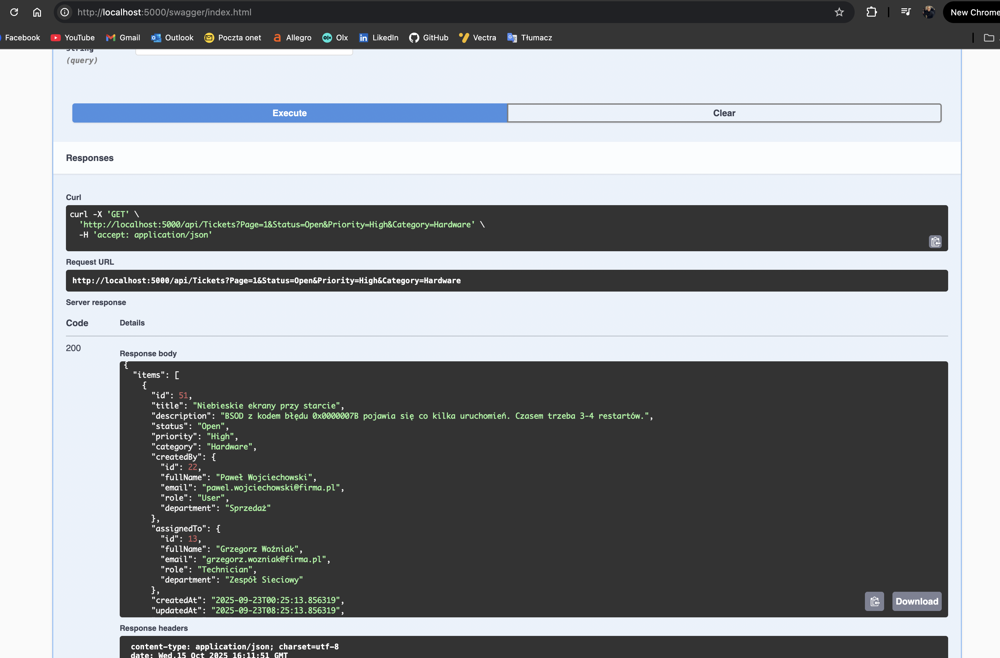 http://localhost:5000/swagger/index.html
New Chrome
Facebook YouTube Gmail Outlook Poczta onet Allegro Olx LikedIn GitHub Vectra Tłumacz
string
(query)
Execute Clear
Responses
Curl
curl -X 'GET' \
'http://localhost:5000/api/Tickets?Page=1&Status=Open&Priority=High&Category=Hardware' \
-H 'accept: application/json'
Request URL
http://localhost:5000/api/Tickets?Page=1&Status=Open&Priority=High&Category=Hardware
Server response
Code Details
200
Response body
{
"items": [
{
"id": 51,
"title": "Niebieskie ekrany przy starcie",
"description": "BSOD z kodem błędu 0x0000007B pojawia się co kilka uruchomień. Czasem trzeba 3-4 restartów.",
"status": "Open",
"priority": "High",
"category": "Hardware",
"createdBy": {
"id": 22,
"fullName": "Paweł Wojciechowski",
"email": "pawel.wojciechowski@firma.pl",
"role": "User",
"department": "Sprzedaż"
},
"assignedTo": {
"id": 13,
"fullName": "Grzegorz Woźniak",
"email": "grzegorz.wozniak@firma.pl",
"role": "Technician",
"department": "Zespół Sieciowy"
},
"createdAt": "2025-09-23T00:25:13.856319",
"updatedAt": "2025-09-23T08:25:13.856319",
Download
Response headers
content-type: application/json; charset=utf-8
date: Wed,15 Oct 2025 16:11:51 GMT